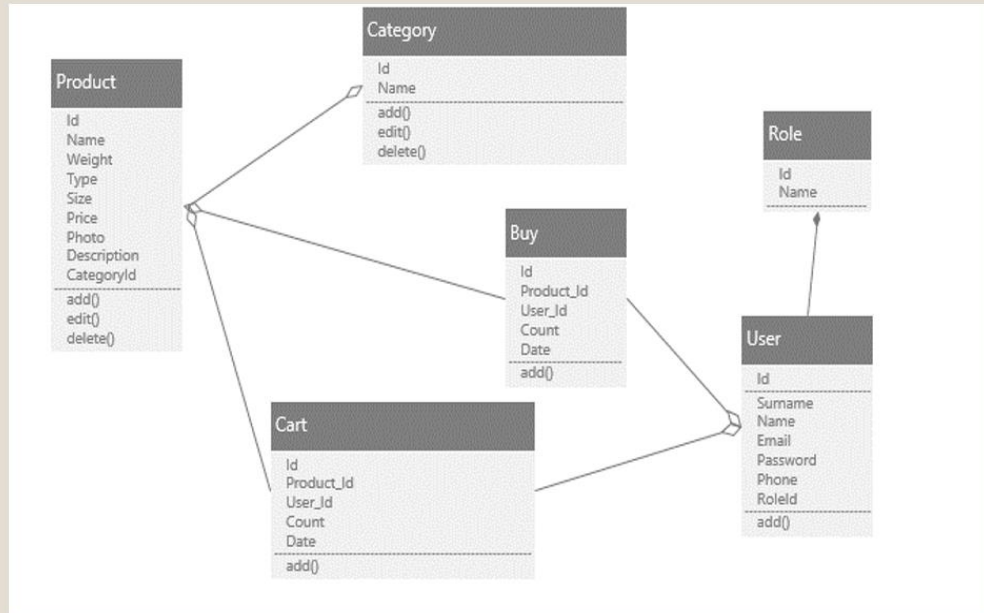 Product
Id
Name
Weight
Type
Size
Price
Photo
Description
CategoryId
add()
edit()
delete()
Category
Id
Name
add()
edit()
delete()
Buy
Id
Product_Id
User_Id
Count
Date
add()
Cart
Id
Product_Id
User_Id
Count
Date
add()
Role
Id
Name
User
Id
Surname
Name
Email
Password
Phone
RoleId
add()